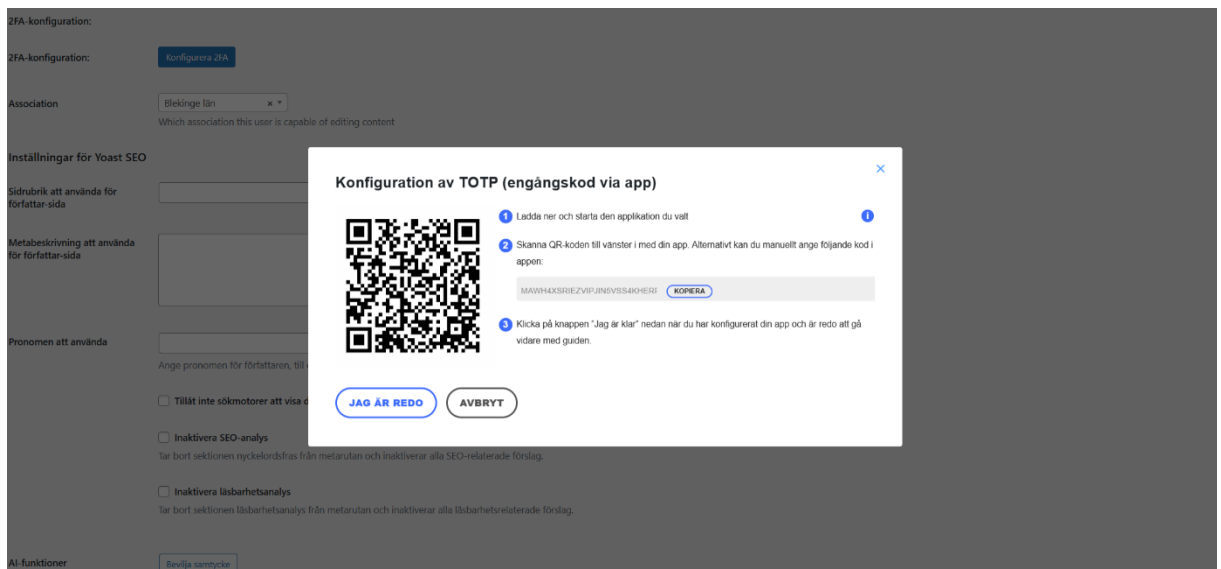 2FA-konfiguration:
2FA-konfiguration:
Konfigurera 2FA
Association
Blekinge län × ▾
Which association this user is capable of editing content
Inställningar för Yoast SEO
Sidrubrik att använda för
författar-sida
Metabeskrivning att använda
för författar-sida
Pronomen att använda
Ange pronomen för författaren, till
Tillåt inte sökmotorer att visa
Inaktivera SEO-analys
Tar bort sektionen nyckelordsfras från metarutan och inaktiverar alla SEO-relaterade förslag.
Inaktivera läsbarhetsanalys
Tar bort sektionen läsbarhetsanalys från metarutan och inaktiverar alla läsbarhetsrelaterade förslag.
AI-funktioner
Bevilja samtycke
×
Konfiguration av TOTP (engångskod via app)
1 Ladda ner och starta den applikation du valt
i
2 Skanna QR-koden till vänster i med din app. Alternativt kan du manuellt ange följande kod i
appen:
KOPIERA
3 Klicka på knappen "Jag är klar" nedan när du har konfigurerat din app och är redo att gå
vidare med guiden.
JAG ÄR REDO
AVBRYT